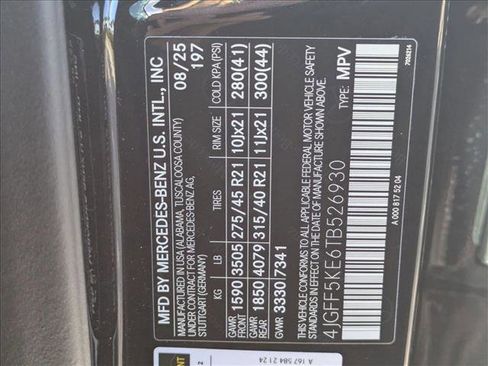 MFD BY MERCEDES-BENZ U.S. INTL., INC
MANUFACTURED IN USA (ALABAMA, TUSCALOOSA COUNTY)
MANUFACTURED FOR MERCEDES-BENZ AG,
STUTTGART (GERMANY)
08/25
197
KG LB TIRES RIM SIZE COLD KPA(PSI)
GAWR FRONT 1590 3505 275/45 R21 10Jx21 280(41)
GAWR REAR 1850 4079 315/40 R21 11Jx21 300(44)
GVWR 3330 7341
THIS VEHICLE CONFORMS TO ALL APPLICABLE FEDERAL MOTOR VEHICLE SAFETY
STANDARDS IN EFFECT ON THE DATE OF MANUFACTURE SHOWN ABOVE.
4JGFF5KE6TB526930 TYPE: MPV
A 000 817 52 04
A 167 584 21 24